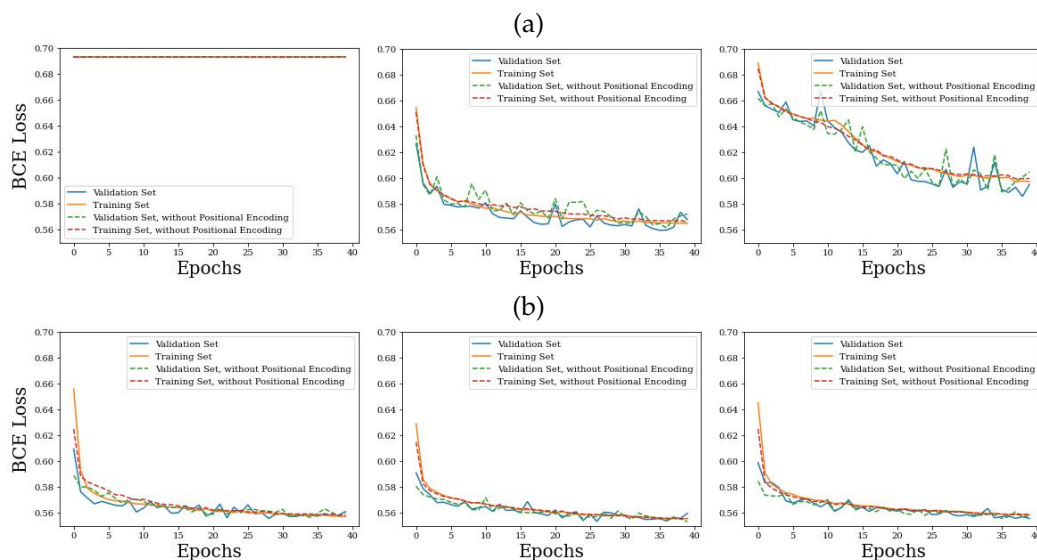 (a)
0.70
0.68
0.66
0.64
0.62
0.60
0.58
0.56
BCE Loss
Validation Set
Training Set
Validation Set, without Positional Encoding
Training Set, without Positional Encoding
0 5 10 15 20 25 30 35 40
Epochs
0.70
0.68
0.66
0.64
0.62
0.60
0.58
0.56
Validation Set
Training Set
Validation Set, without Positional Encoding
Training Set, without Positional Encoding
0 5 10 15 20 25 30 35 40
Epochs
0.70
0.68
0.66
0.64
0.62
0.60
0.58
0.56
Validation Set
Training Set
Validation Set, without Positional Encoding
Training Set, without Positional Encoding
0 5 10 15 20 25 30 35 40
Epochs
(b)
0.70
0.68
0.66
0.64
0.62
0.60
0.58
0.56
BCE Loss
Validation Set
Training Set
Validation Set, without Positional Encoding
Training Set, without Positional Encoding
0 5 10 15 20 25 30 35 40
Epochs
0.70
0.68
0.66
0.64
0.62
0.60
0.58
0.56
Validation Set
Training Set
Validation Set, without Positional Encoding
Training Set, without Positional Encoding
0 5 10 15 20 25 30 35 40
Epochs
0.70
0.68
0.66
0.64
0.62
0.60
0.58
0.56
Validation Set
Training Set
Validation Set, without Positional Encoding
Training Set, without Positional Encoding
0 5 10 15 20 25 30 35 40
Epochs